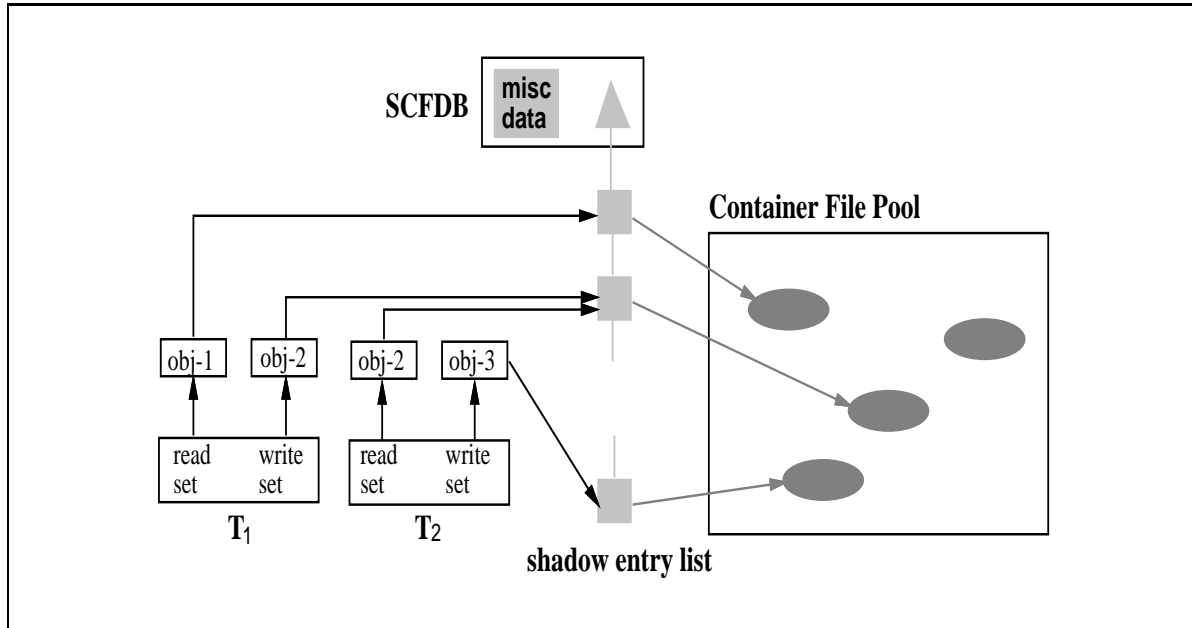 misc
data
SCFDB
Container File Pool
obj-1
obj-2
obj-2
obj-3
read
set
write
set
read
set
write
set
T1
T2
shadow entry list